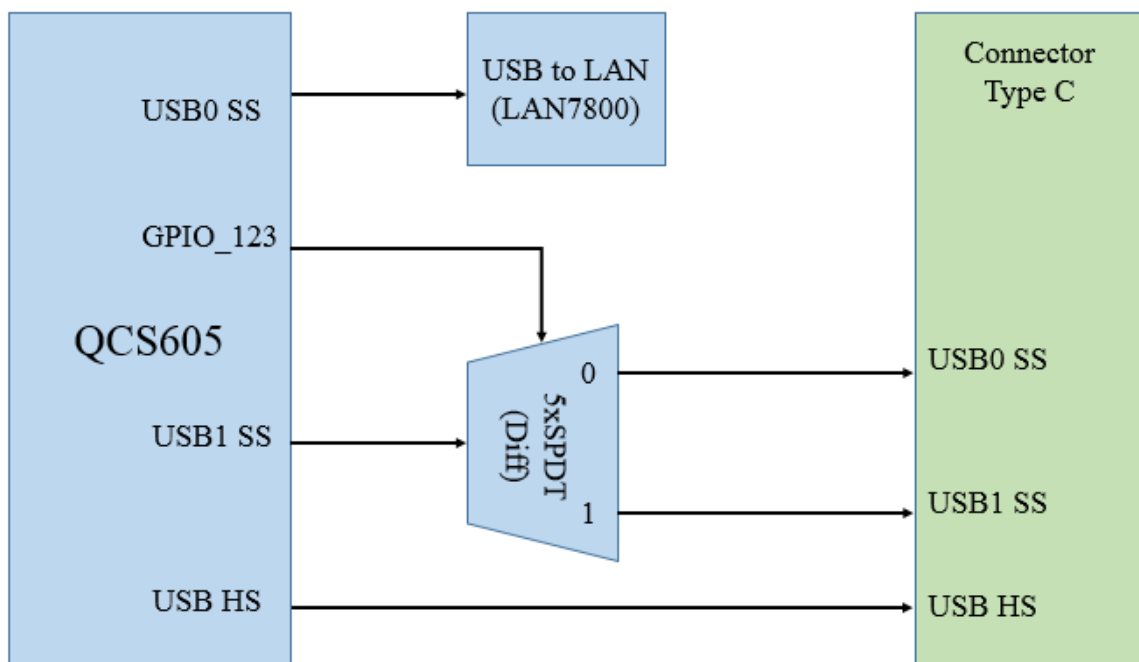 QCS605
USB0 SS
GPIO_123
USB1 SS
USB HS
USB to LAN
(LAN7800)
0
5xSPDT
(Diff)
1
Connector
Type C
USB0 SS
USB1 SS
USB HS